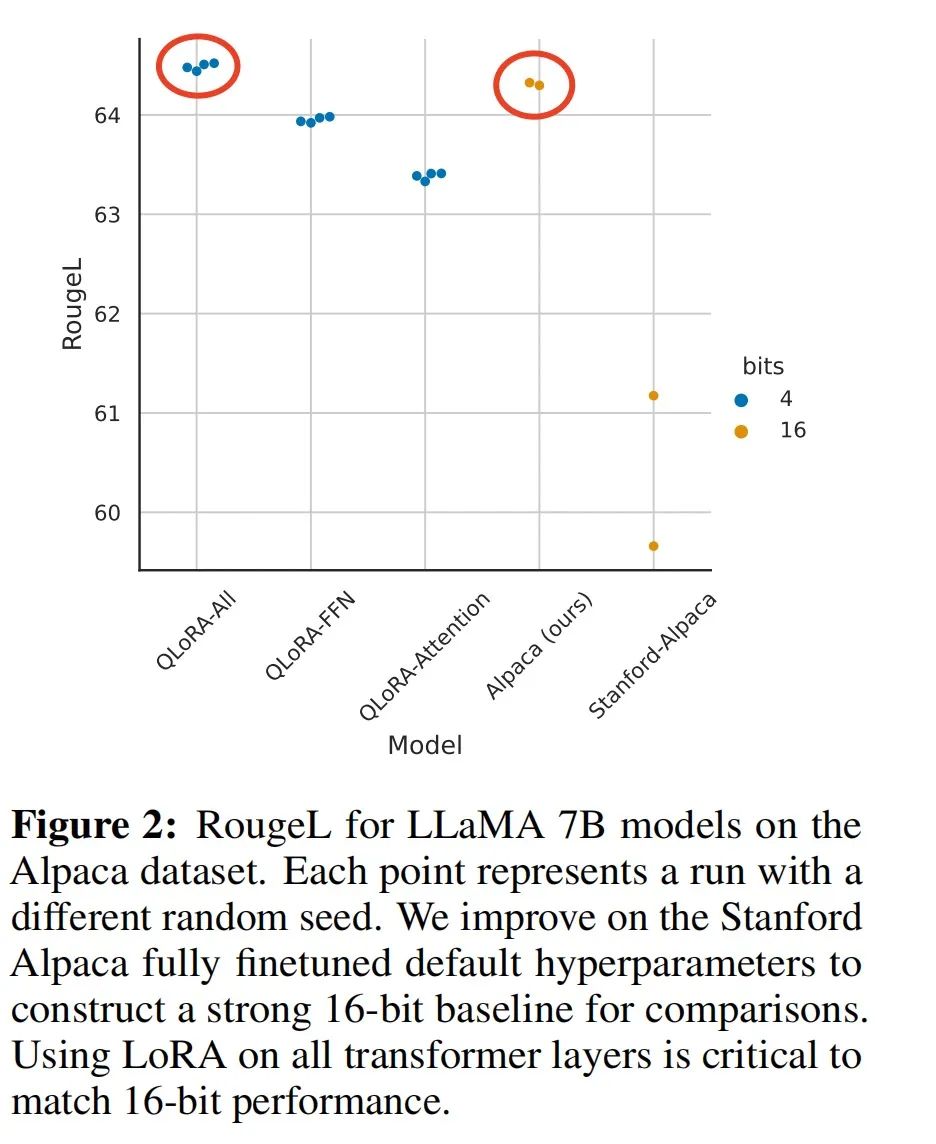 64
63
62
61
60
RougeL
bits
4
16
QLoRA-All
QLoRA-FFN
QLoRA-Attention
Alpaca (ours)
Stanford-Alpaca
Model
Figure 2: RougeL for LLaMA 7B models on the
Alpaca dataset. Each point represents a run with a
different random seed. We improve on the Stanford
Alpaca fully finetuned default hyperparameters to
construct a strong 16-bit baseline for comparisons.
Using LoRA on all transformer layers is critical to
match 16-bit performance.